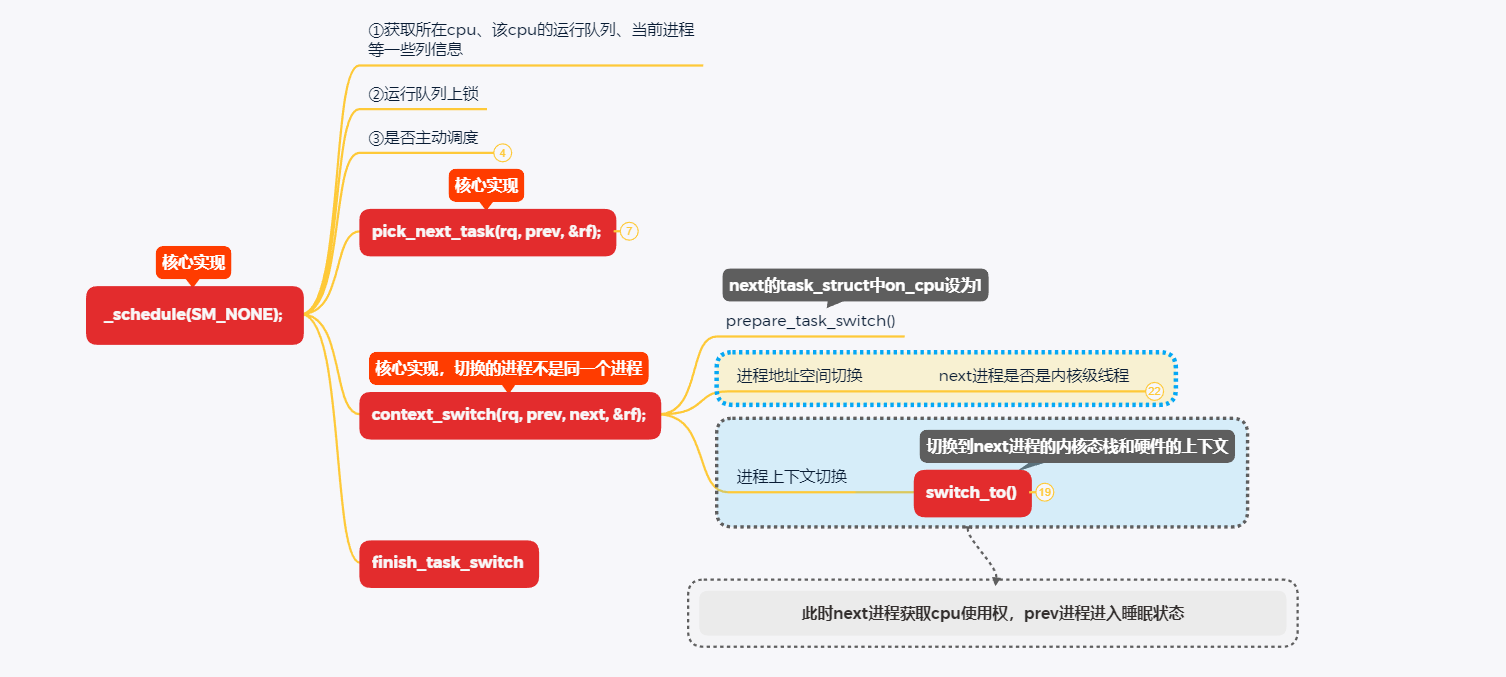 ①获取所在cpu、该cpu的运行队列、当前进程
等一些列信息
②运行队列上锁
③是否主动调度
4
核心实现
pick_next_task(rq, prev, &rf);
7
核心实现
_schedule(SM_NONE);
next的task_struct中on_cpu设为1
prepare_task_switch()
核心实现，切换的进程不是同一个进程
context_switch(rq, prev, next, &rf);
进程地址空间切换
next进程是否是内核级线程
22
切换到next进程的内核态栈和硬件的上下文
进程上下文切换
switch_to()
19
finish_task_switch
此时next进程获取cpu使用权，prev进程进入睡眠状态